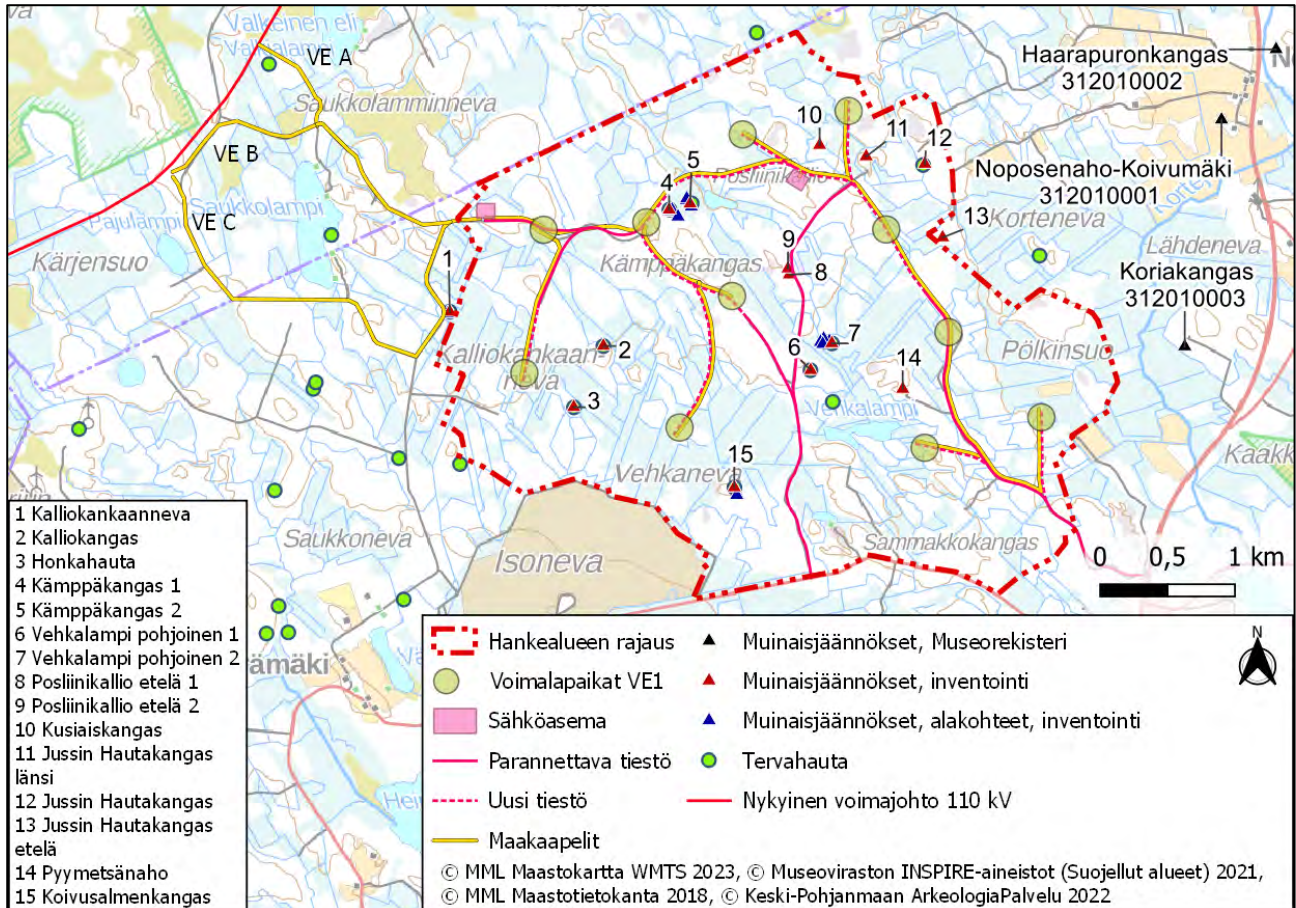 Valkeinen eli
Valkialampi
VE A
Saukkolamminneva
VE B
VE C
Pajulampi
Saukkolampi
Kärjensuo
Haarapuronkangas
312010002
Noposenaho-Koivumäki
312010001
Korteneva
Lähdeneva
Koriakangas
312010003
Posliinikallio
Kämppäkangas
Kalliokankaan-
neva
Pölkinsuo
Vehkalampi
Vehkaneva
Sammakkokangas
Saukkoneva
Isoneva
Kaakk
ämäki
1
2
3
4
5
6
7
8
9
10
11
12
13
14
15
0 0,5 1 km
1 Kalliokankaanneva
2 Kalliokangas
3 Honkahauta
4 Kämppäkangas 1
5 Kämppäkangas 2
6 Vehkalampi pohjoinen 1
7 Vehkalampi pohjoinen 2
8 Posliinikallio etelä 1
9 Posliinikallio etelä 2
10 Kusiaiskangas
11 Jussin Hautakangas
länsi
12 Jussin Hautakangas
13 Jussin Hautakangas
etelä
14 Pyymetsänaho
15 Koivusalmenkangas
Hankealueen rajaus
Voimalapaikat VE1
Sähköasema
Parannettava tiestö
Uusi tiestö
Maakaapelit
Muinaisjäännökset, Museorekisteri
Muinaisjäännökset, inventointi
Muinaisjäännökset, alakohteet, inventointi
Tervahauta
Nykyinen voimajohto 110 kV
N
© MML Maastokartta WMTS 2023, © Museoviraston INSPIRE-aineistot (Suojellut alueet) 2021,
© MML Maastotietokanta 2018, © Keski-Pohjanmaan ArkeologiaPalvelu 2022